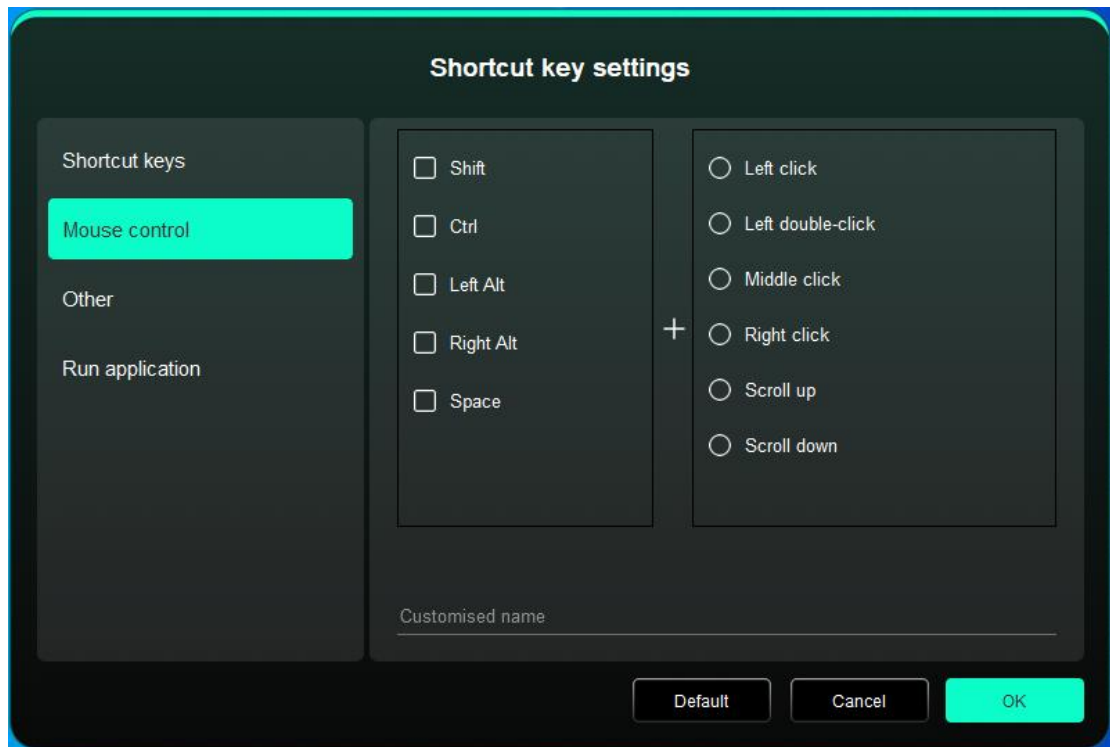 Shortcut key settings
Shortcut keys
Mouse control
Other
Run application
Shift
Ctrl
Left Alt
Right Alt
Space
+
Left click
Left double-click
Middle click
Right click
Scroll up
Scroll down
Customised name
Default
Cancel
OK